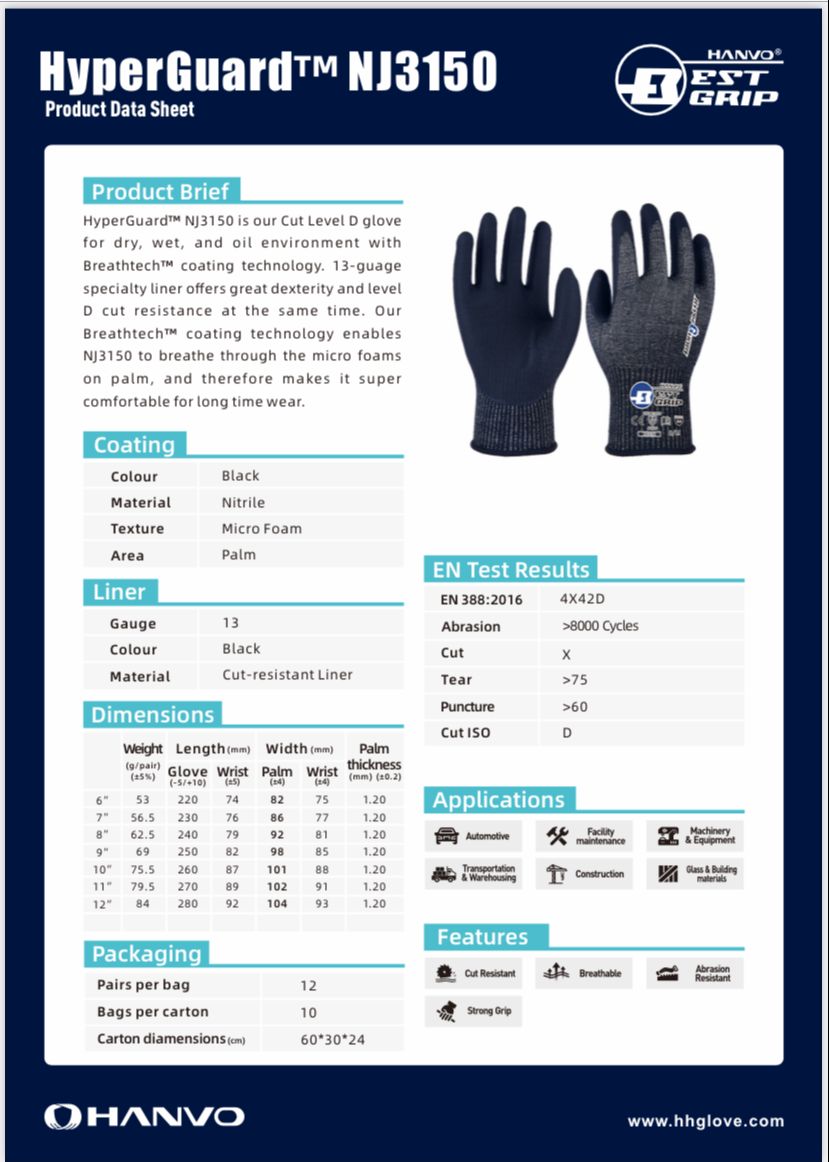 HyperGuard™ NJ3150
Product Data Sheet
HANVO®
BEST
GRIP
Product Brief
HyperGuard™ NJ3150 is our Cut Level D glove
for dry, wet, and oil environment with
Breathtech™ coating technology. 13-guage
specialty liner offers great dexterity and level
D cut resistance at the same time. Our
Breathtech™ coating technology enables
NJ3150 to breathe through the micro foams
on palm, and therefore makes it super
comfortable for long time wear.
HANVO
BEST
GRIP
Coating
Colour Black
Material Nitrile
Texture Micro Foam
Area Palm
Liner
Gauge 13
Colour Black
Material Cut-resistant Liner
Dimensions
Weight (g/pair) (±5%) Length (mm) Width (mm) Palm thickness (mm) (±0.2)
Glove (-5/+10) Wrist (±5) Palm (±4) Wrist (±4)
6" 53 220 74 82 75 1.20
7" 56.5 230 76 86 77 1.20
8" 62.5 240 79 92 81 1.20
9" 69 250 82 98 85 1.20
10" 75.5 260 87 101 88 1.20
11" 79.5 270 89 102 91 1.20
12" 84 280 92 104 93 1.20
Packaging
Pairs per bag 12
Bags per carton 10
Carton diamensions (cm) 60*30*24
EN Test Results
EN 388:2016 4X42D
Abrasion >8000 Cycles
Cut X
Tear >75
Puncture >60
Cut ISO D
Applications
Automotive
Facility
maintenance
Machinery
& Equipment
Transportation
& Warehousing
Construction
Glass & Building
materials
Features
Cut Resistant
Breathable
Abrasion
Resistant
Strong Grip
HANVO
www.hhglove.com